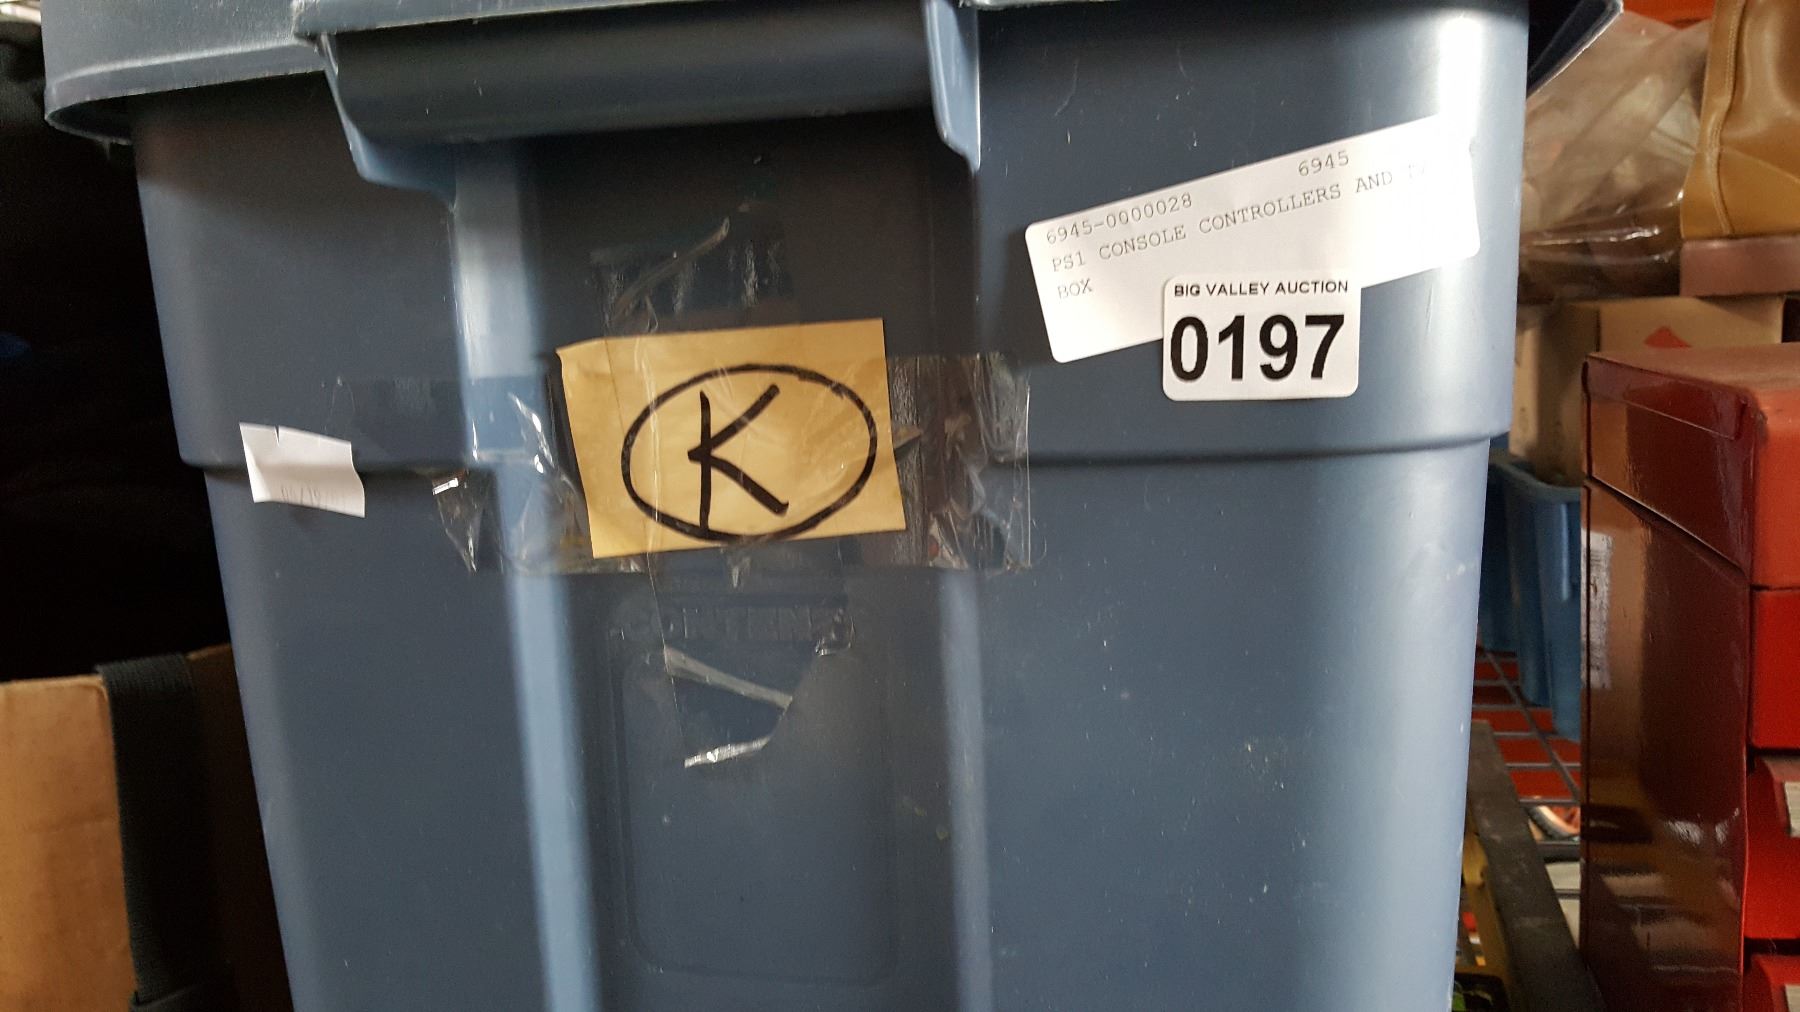 6945-0000028 6945
PS1 CONSOLE CONTROLLERS AND
BOX
BIG VALLEY AUCTION
0197
K